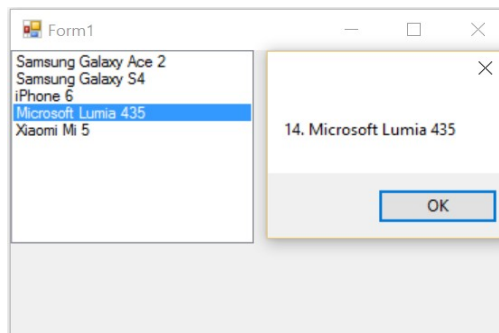 Form1
Samsung Galaxy Ace 2
Samsung Galaxy S4
iPhone 6
Microsoft Lumia 435
Xiaomi Mi 5
14. Microsoft Lumia 435
OK